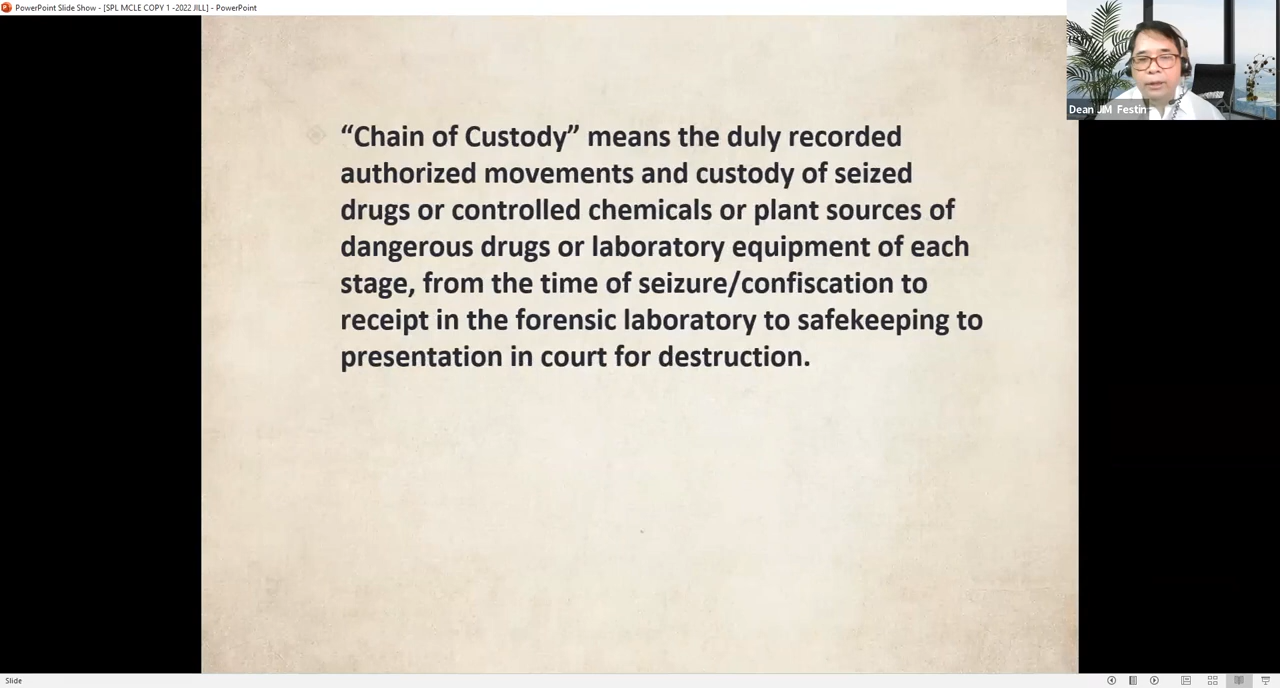 PowerPoint Slide Show - [SPL MCLE COPY 1 -2022 JILL] - PowerPoint
“Chain of Custody” means the duly recorded
authorized movements and custody of seized
drugs or controlled chemicals or plant sources of
dangerous drugs or laboratory equipment of each
stage, from the time of seizure/confiscation to
receipt in the forensic laboratory to safekeeping to
presentation in court for destruction.
Dean JIM Festin
Slide